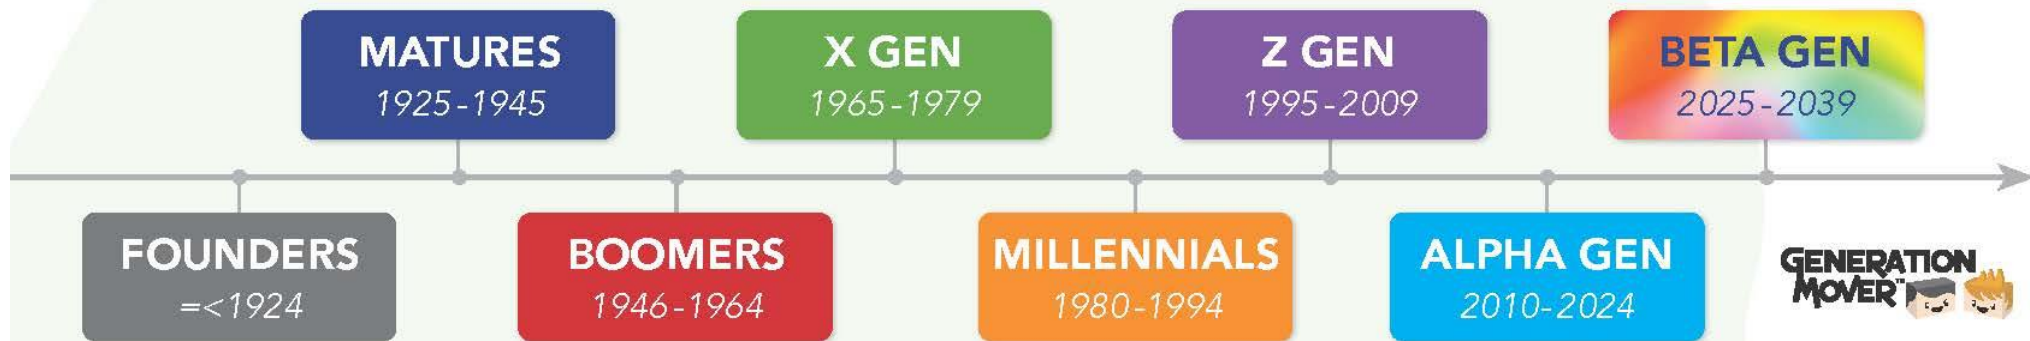 MATURES
1925-1945
X GEN
1965-1979
Z GEN
1995-2009
BETA GEN
2025-2039
FOUNDERS
=<1924
BOOMERS
1946-1964
MILLENNIALS
1980-1994
ALPHA GEN
2010-2024
GENERATION
MOVER™